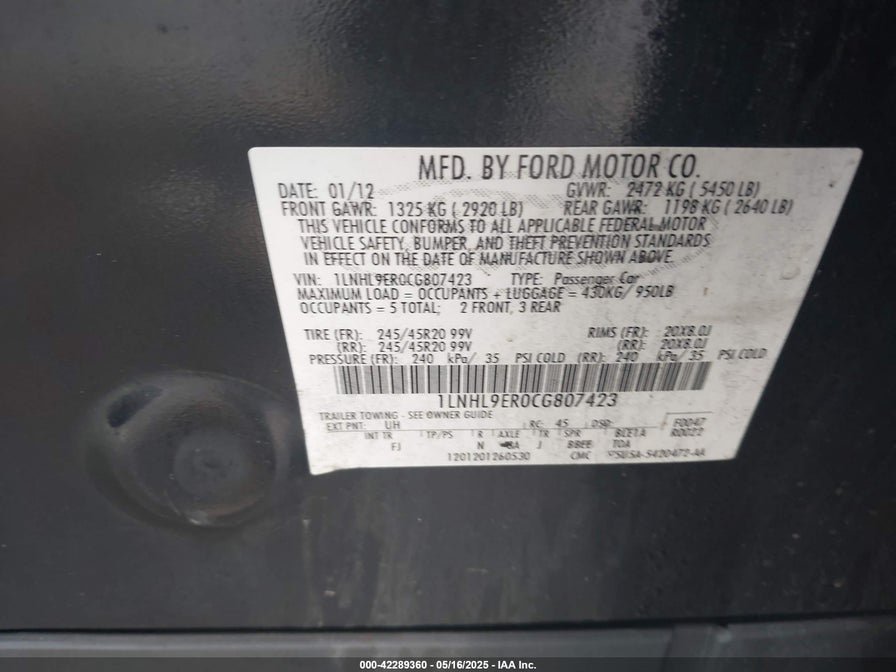 MFD. BY FORD MOTOR CO.
DATE: 01/12 GVWR: 2472 KG ( 5450 LB)
FRONT GAWR: 1325 KG ( 2920 LB) REAR GAWR: 1198 KG ( 2640 LB)
THIS VEHICLE CONFORMS TO ALL APPLICABLE FEDERAL MOTOR
VEHICLE SAFETY, BUMPER, AND THEFT PREVENTION STANDARDS
IN EFFECT ON THE DATE OF MANUFACTURE SHOWN ABOVE.
VIN: 1LNHL9ER0CG807423 TYPE: Passenger Car
MAXIMUM LOAD = OCCUPANTS + LUGGAGE = 430KG/ 950LB
OCCUPANTS = 5 TOTAL; 2 FRONT, 3 REAR
TIRE (FR): 245/45R20 99V RIMS (FR): 20X8.0J
(RR): 245/45R20 99V (RR): 20X8.0J
PRESSURE (FR): 240 kPa/ 35 PSI COLD (RR): 240 kPa/ 35 PSI COLD
1LNHL9ER0CG807423
TRAILER TOWING - SEE OWNER GUIDE
EXT PNT: UH RC: 45 DSO: F0047
INT TR TP/PS R AXLE TR SPR R0022
FJ N J
1201201260530 CMC
000-42289360 - 05/16/2025 - IAA Inc.